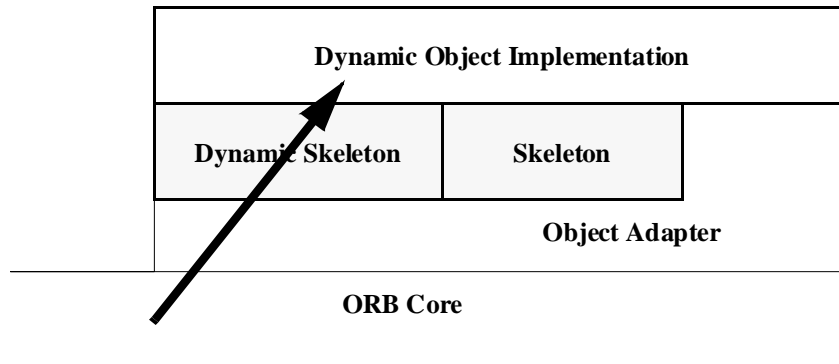 Dynamic Object Implementation
Dynamic Skeleton
Skeleton
Object Adapter
ORB Core